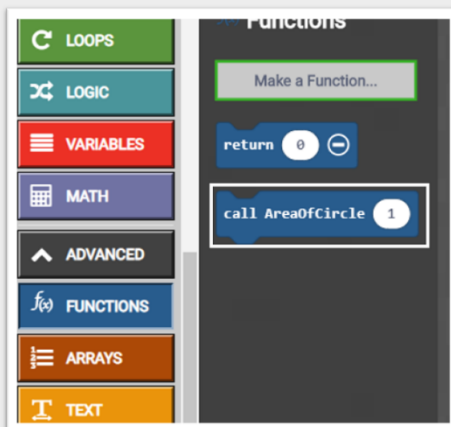 LOOPS
LOGIC
VARIABLES
MATH
ADVANCED
f(x) FUNCTIONS
ARRAYS
T TEXT
Functions
Make a Function...
return 0
call AreaOfCircle 1